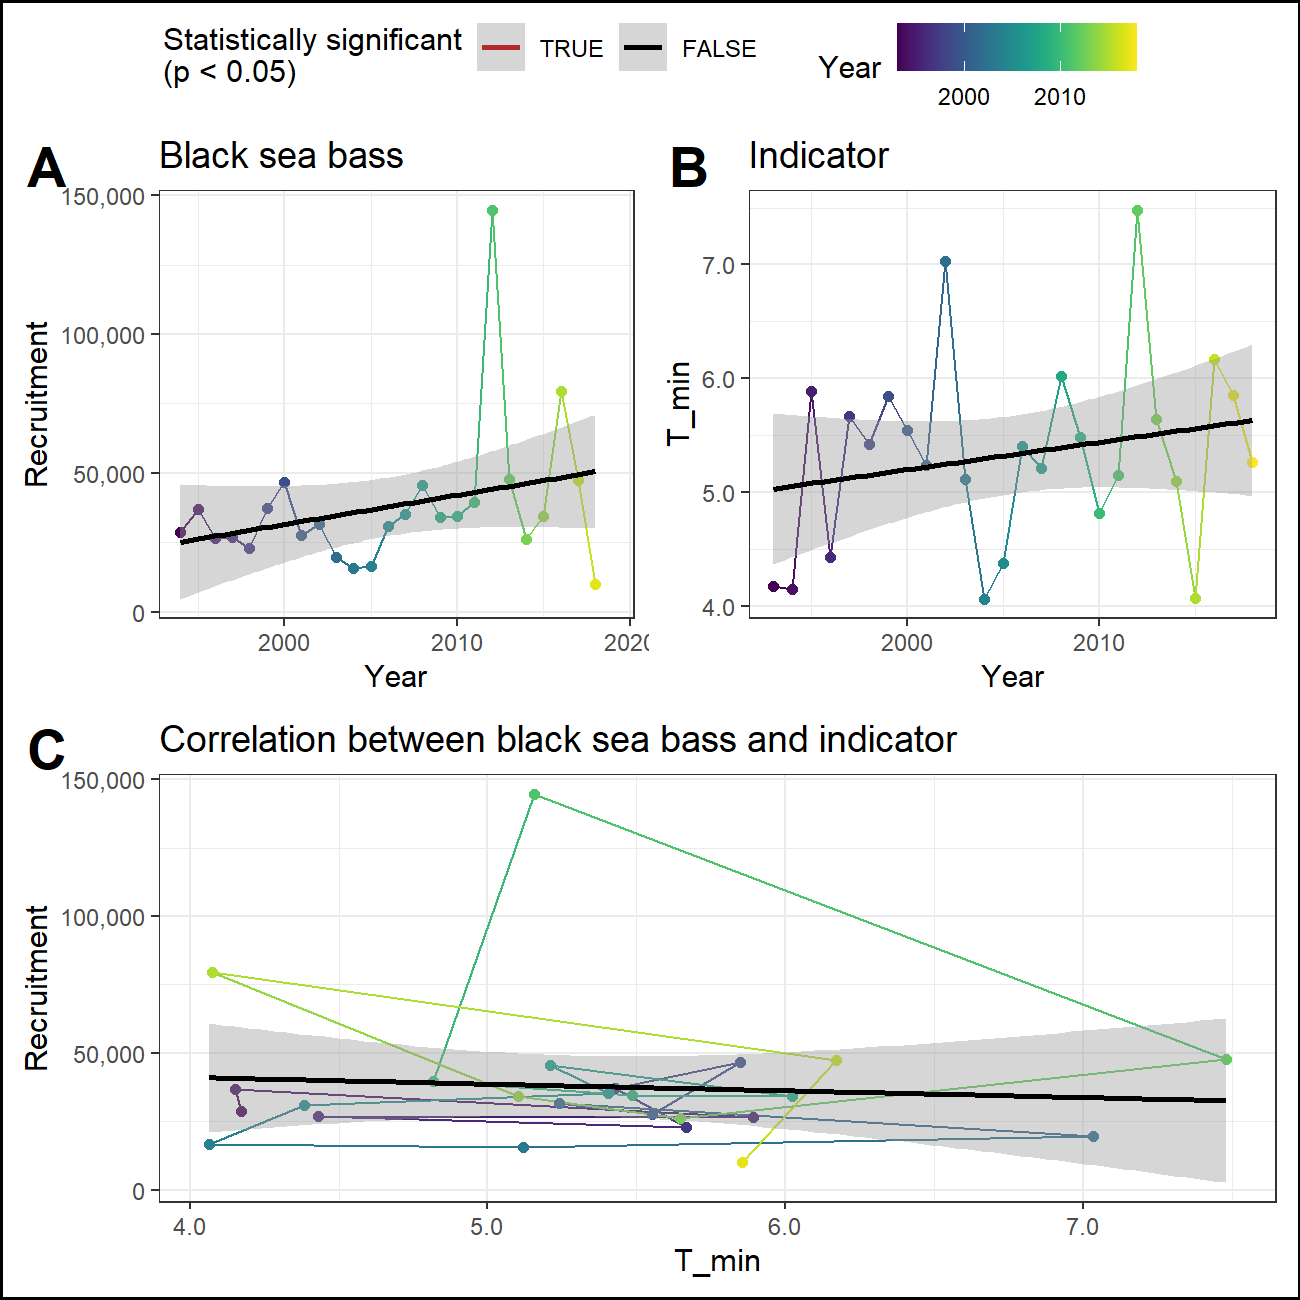 Statistically significant
(p < 0.05)
TRUE
FALSE
Year
2000
2010
A
Black sea bass
150,000
100,000
50,000
0
Recruitment
2000
2010
2020
Year
B
Indicator
7.0
6.0
5.0
4.0
T_min
2000
2010
Year
C
Correlation between black sea bass and indicator
150,000
100,000
50,000
0
Recruitment
4.0
5.0
6.0
7.0
T_min